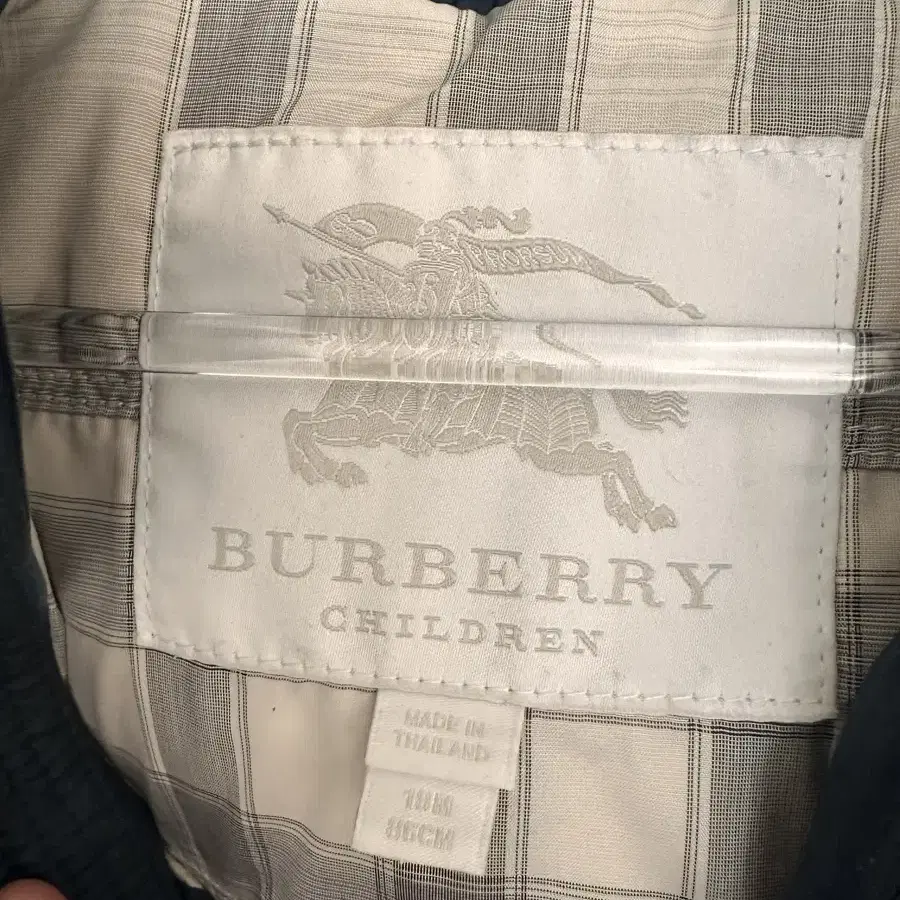 PRORSUM
BURBERRY
CHILDREN
MADE IN
THAILAND
18M
86CM